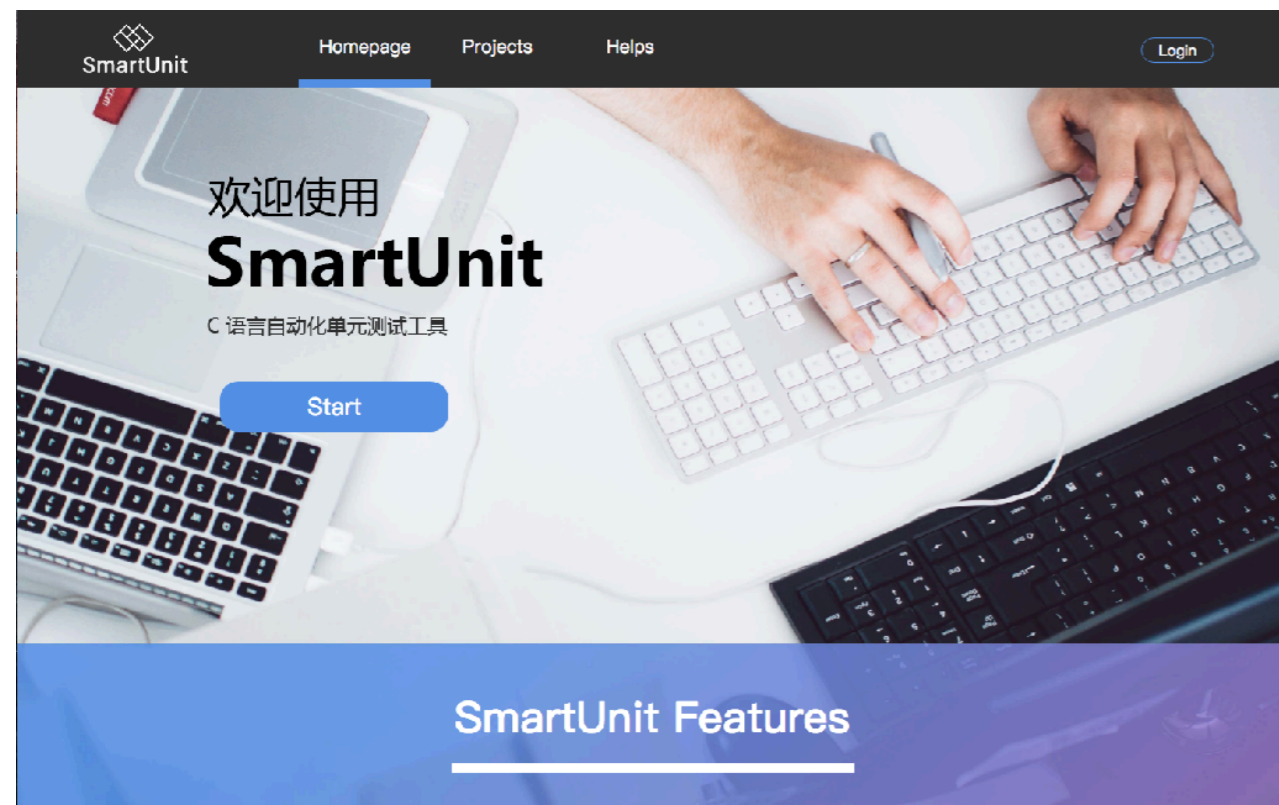 SmartUnit
Homepage
Projects
Helps
Login
欢迎使用
SmartUnit
C 语言自动化单元测试工具
Start
SmartUnit Features